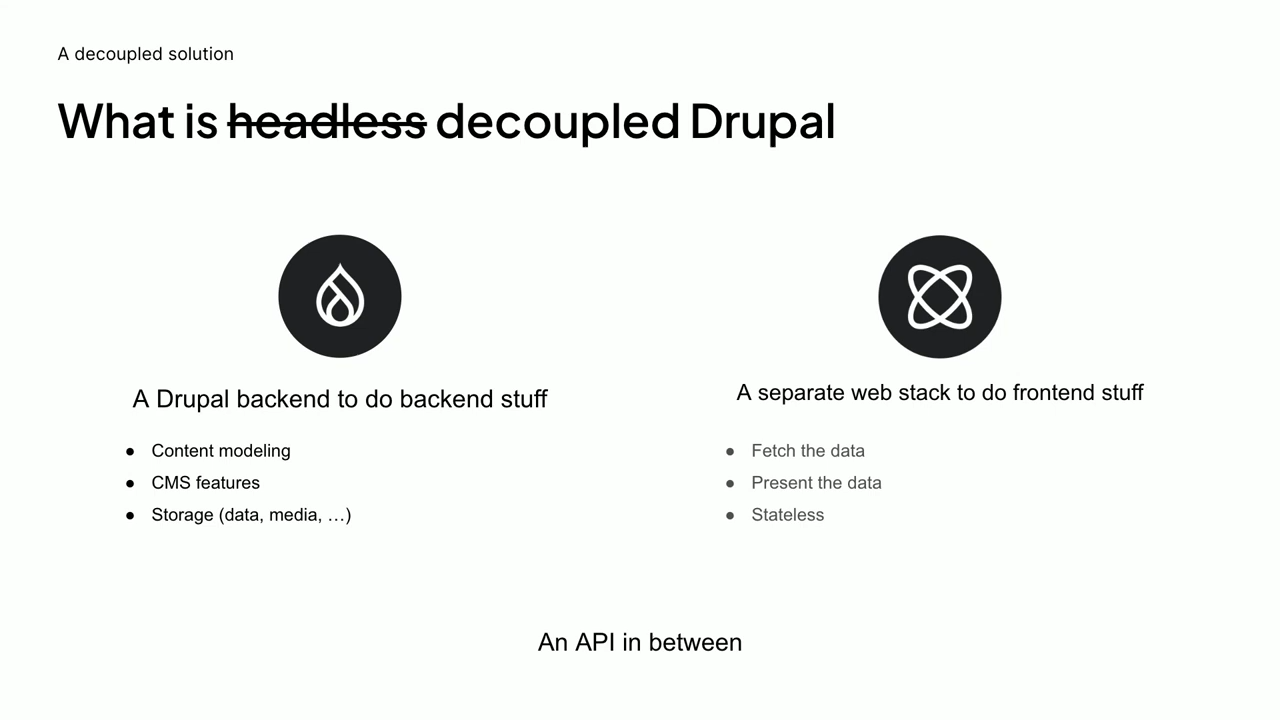 A decoupled solution
What is headless decoupled Drupal
A Drupal backend to do backend stuff
● Content modeling
● CMS features
● Storage (data, media, …)
A separate web stack to do frontend stuff
● Fetch the data
● Present the data
● Stateless
An API in between